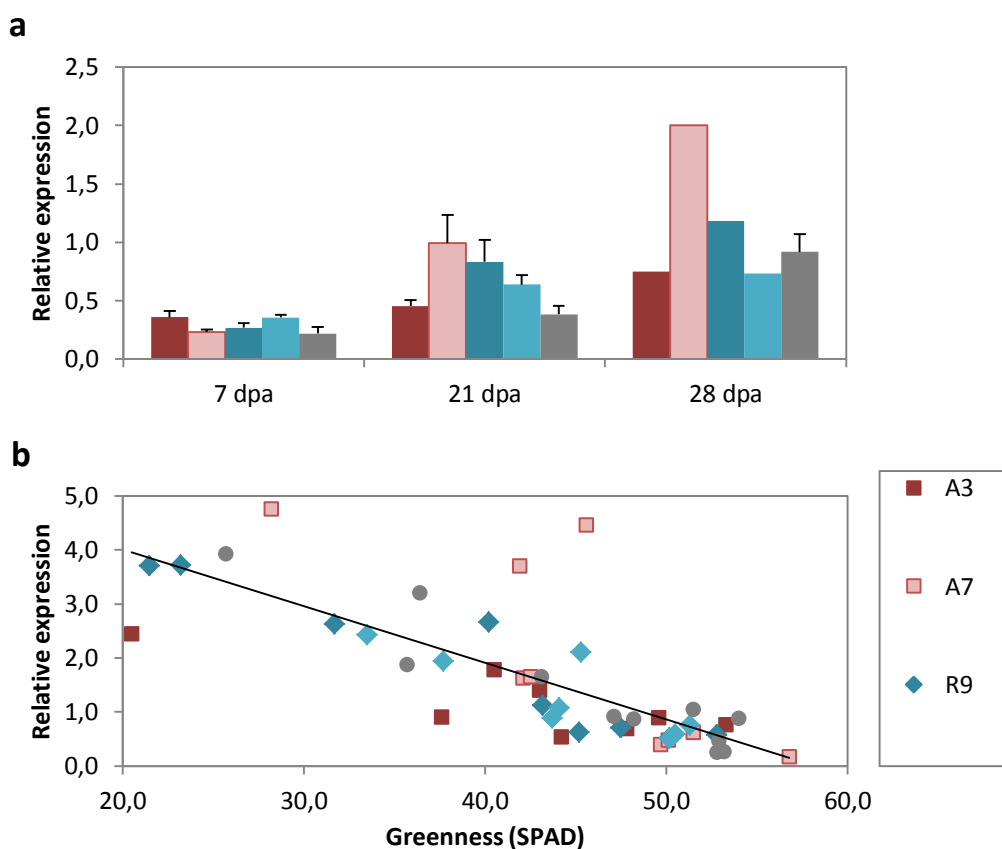 a
2,5
2,0
1,5
1,0
0,5
0,0
Relative expression
7 dpa 21 dpa 28 dpa
b
5,0
4,0
3,0
2,0
1,0
0,0
Relative expression
20,0 30,0 40,0 50,0 60,0
Greenness (SPAD)
A3
A7
R9